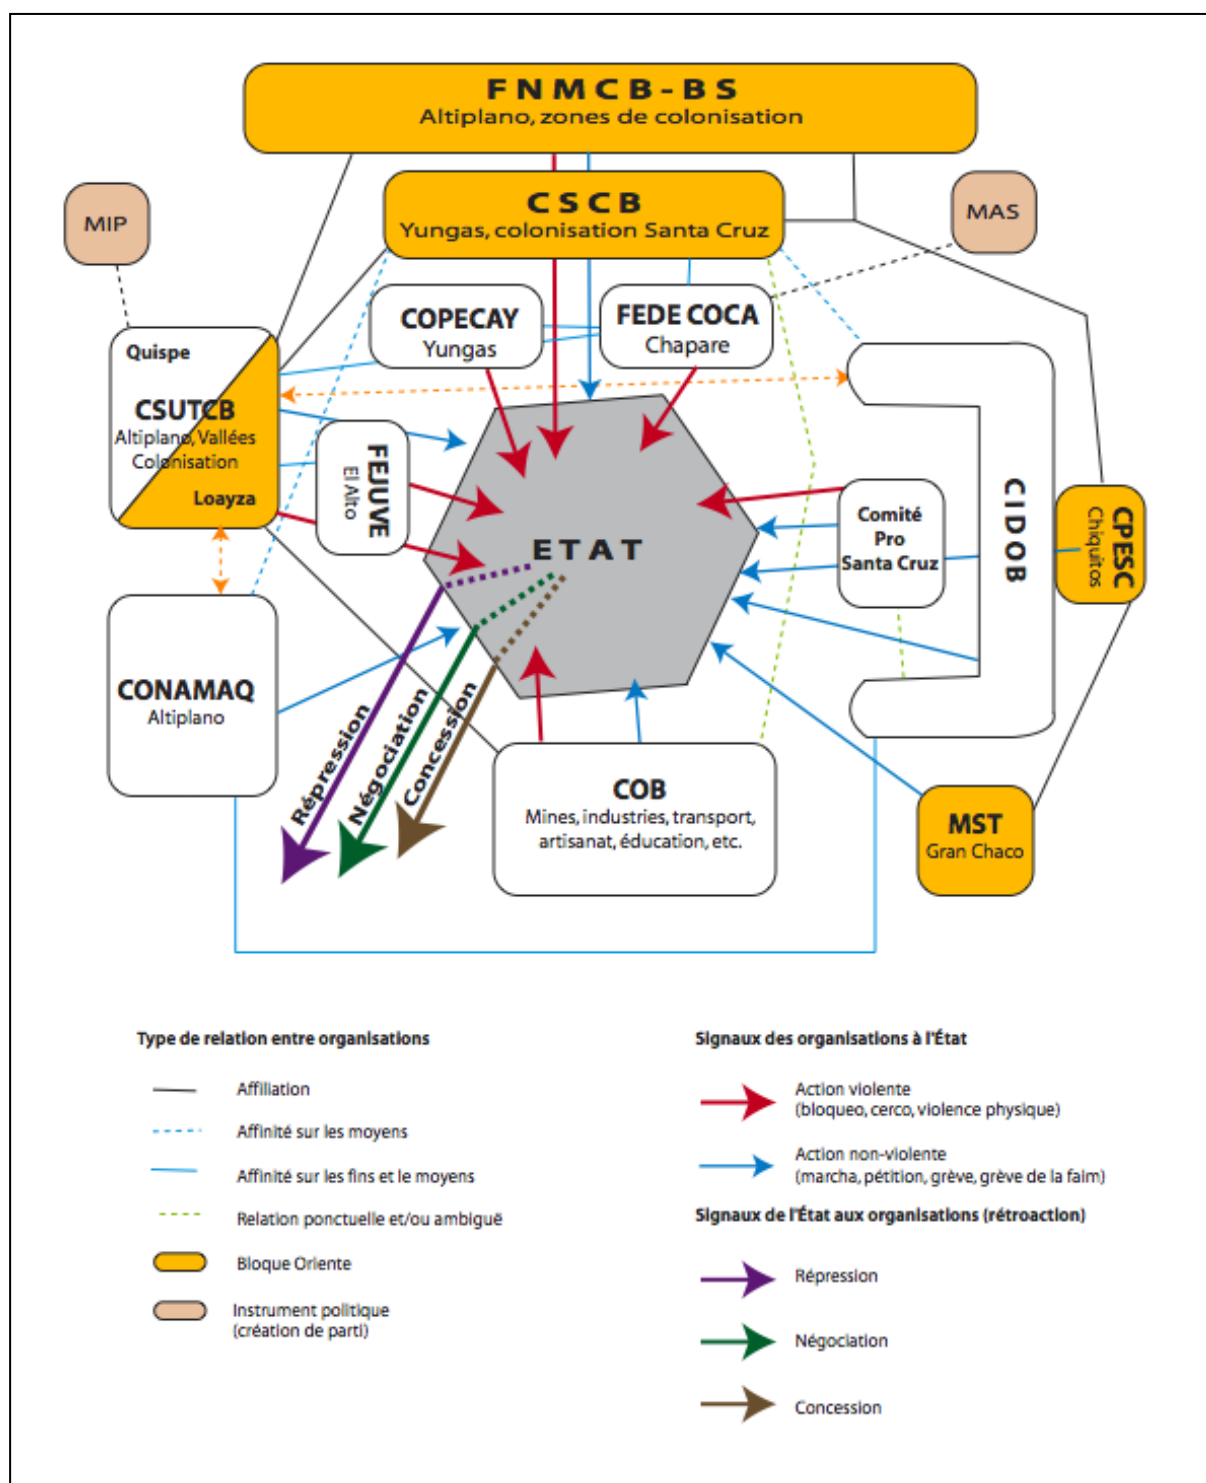 FNMCB-BS
Altiplano, zones de colonisation
CSCB
Yungas, colonisation Santa Cruz
MIP
MAS
COPECAY
Yungas
FEDE COCA
Chapare
Quispe
CSUTCB
Altiplano, Vallées
Colonisation
Loayza
FEJUVE
El Alto
ETAT
Comité
Pro
Santa Cruz
CIDOB
CPESC
Chiquitos
CONAMAQ
Altiplano
Répression
Négociation
Concession
COB
Mines, industries, transport,
artisanat, éducation, etc.
MST
Gran Chaco
Type de relation entre organisations
Affiliation
Affinité sur les moyens
Affinité sur les fins et le moyens
Relation ponctuelle et/ou ambiguë
Bloque Oriente
Instrument politique
(création de parti)
Signaux des organisations à l'État
Action violente
(bloqueo, cerco, violence physique)
Action non-violente
(marcha, pétition, grève, grève de la faim)
Signaux de l'État aux organisations (rétroaction)
Répression
Négociation
Concession